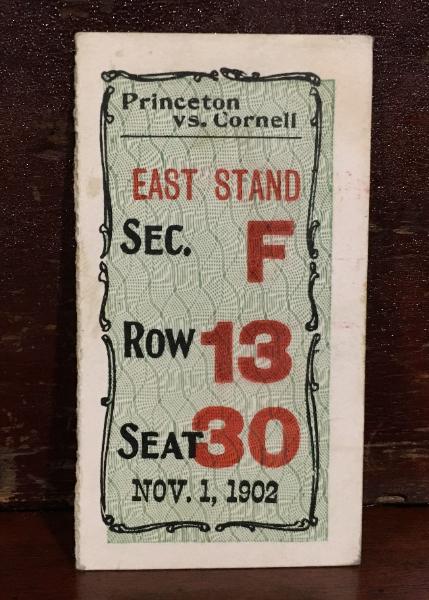 Princeton
vs. Cornell
EAST STAND
SEC. F
ROW 13
SEAT 30
NOV. 1, 1902